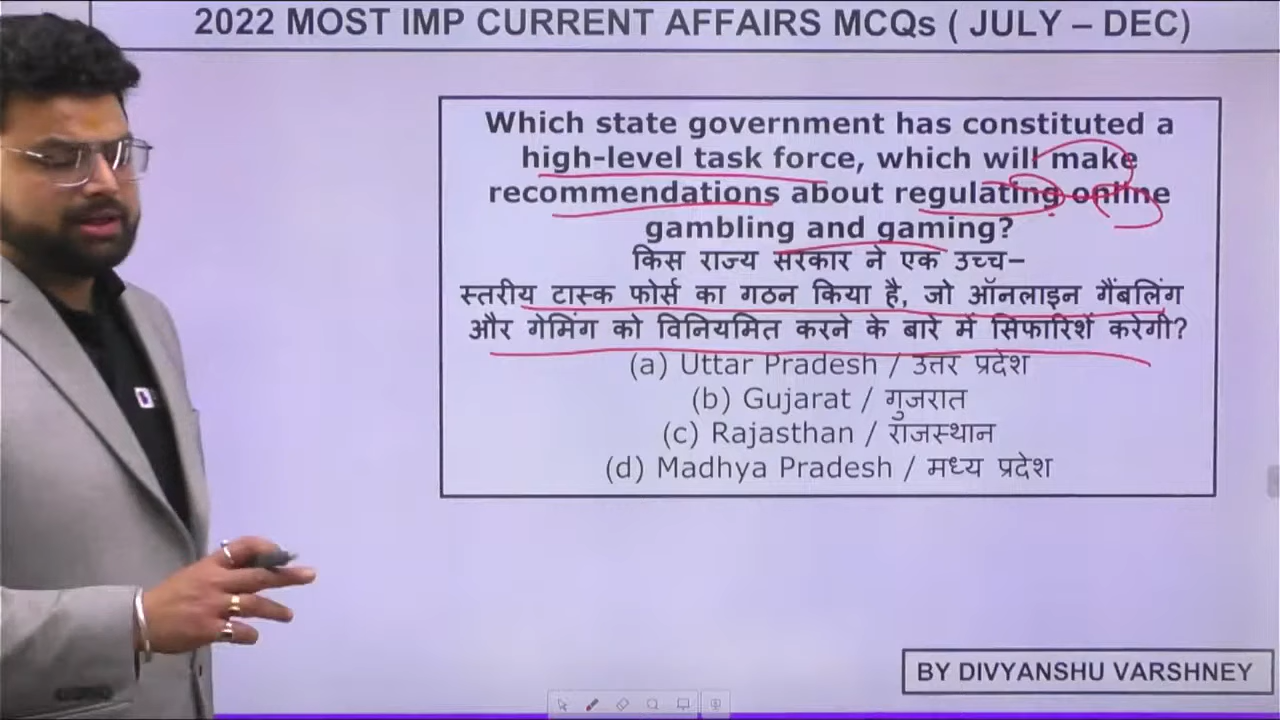 2022 MOST IMP CURRENT AFFAIRS MCQs ( JULY – DEC)
Which state government has constituted a
high-level task force, which will make
recommendations about regulating online
gambling and gaming?
किस राज्य सरकार ने एक उच्च–
स्तरीय टास्क फोर्स का गठन किया है, जो ऑनलाइन गैंबलिंग
और गेमिंग को विनियमित करने के बारे में सिफारिशें करेगी?
(a) Uttar Pradesh / उत्तर प्रदेश
(b) Gujarat / गुजरात
(c) Rajasthan / राजस्थान
(d) Madhya Pradesh / मध्य प्रदेश
BY DIVYANSHU VARSHNEY